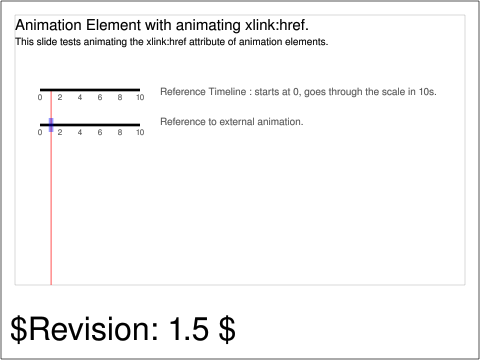 Animation Element with animating xlink:href.
This slide tests animating the xlink:href attribute of animation elements.
0 2 4 6 8 10 Reference Timeline : starts at 0, goes through the scale in 10s.
0 2 4 6 8 10 Reference to external animation.
$Revision: 1.5 $